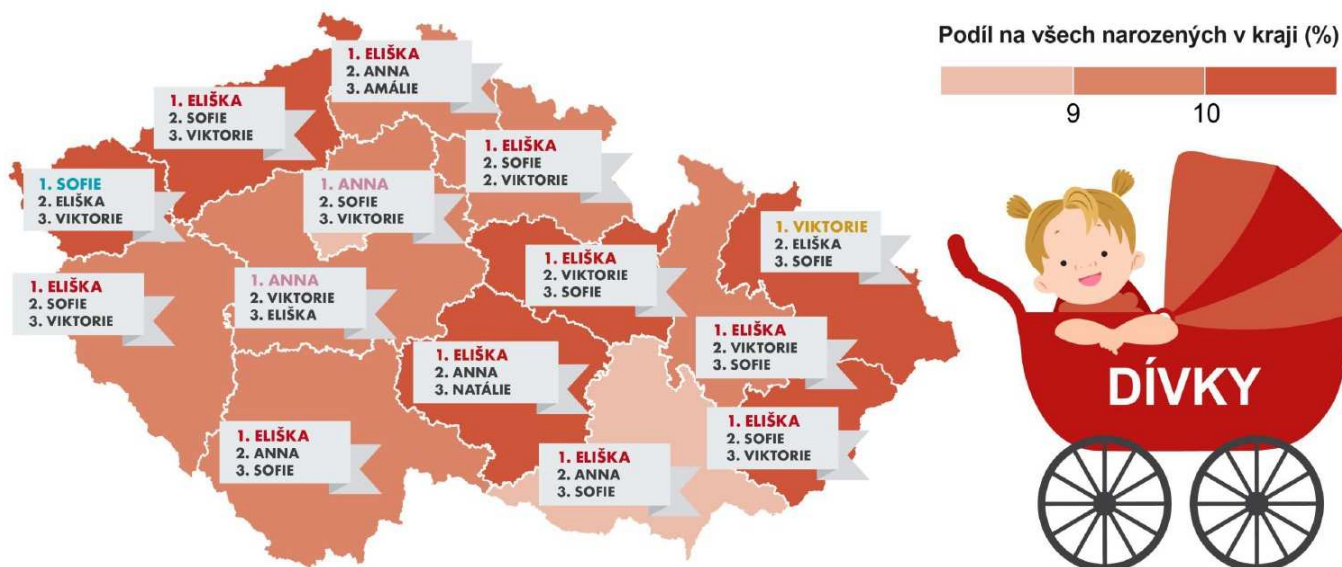 Podíl na všech narozených v kraji (%)
9
10
1. ELIŠKA
2. ANNA
3. AMÁLIE
1. ELIŠKA
2. SOFIE
3. VIKTORIE
1. ELIŠKA
2. SOFIE
2. VIKTORIE
1. SOFIE
2. ELIŠKA
3. VIKTORIE
1. ANNA
2. SOFIE
3. VIKTORIE
1. VIKTORIE
2. ELIŠKA
3. SOFIE
1. ELIŠKA
2. VIKTORIE
3. SOFIE
1. ELIŠKA
2. SOFIE
3. VIKTORIE
1. ANNA
2. VIKTORIE
3. ELIŠKA
1. ELIŠKA
2. VIKTORIE
3. SOFIE
1. ELIŠKA
2. ANNA
3. NATÁLIE
1. ELIŠKA
2. SOFIE
3. VIKTORIE
1. ELIŠKA
2. ANNA
3. SOFIE
1. ELIŠKA
2. ANNA
3. SOFIE
DÍVKY